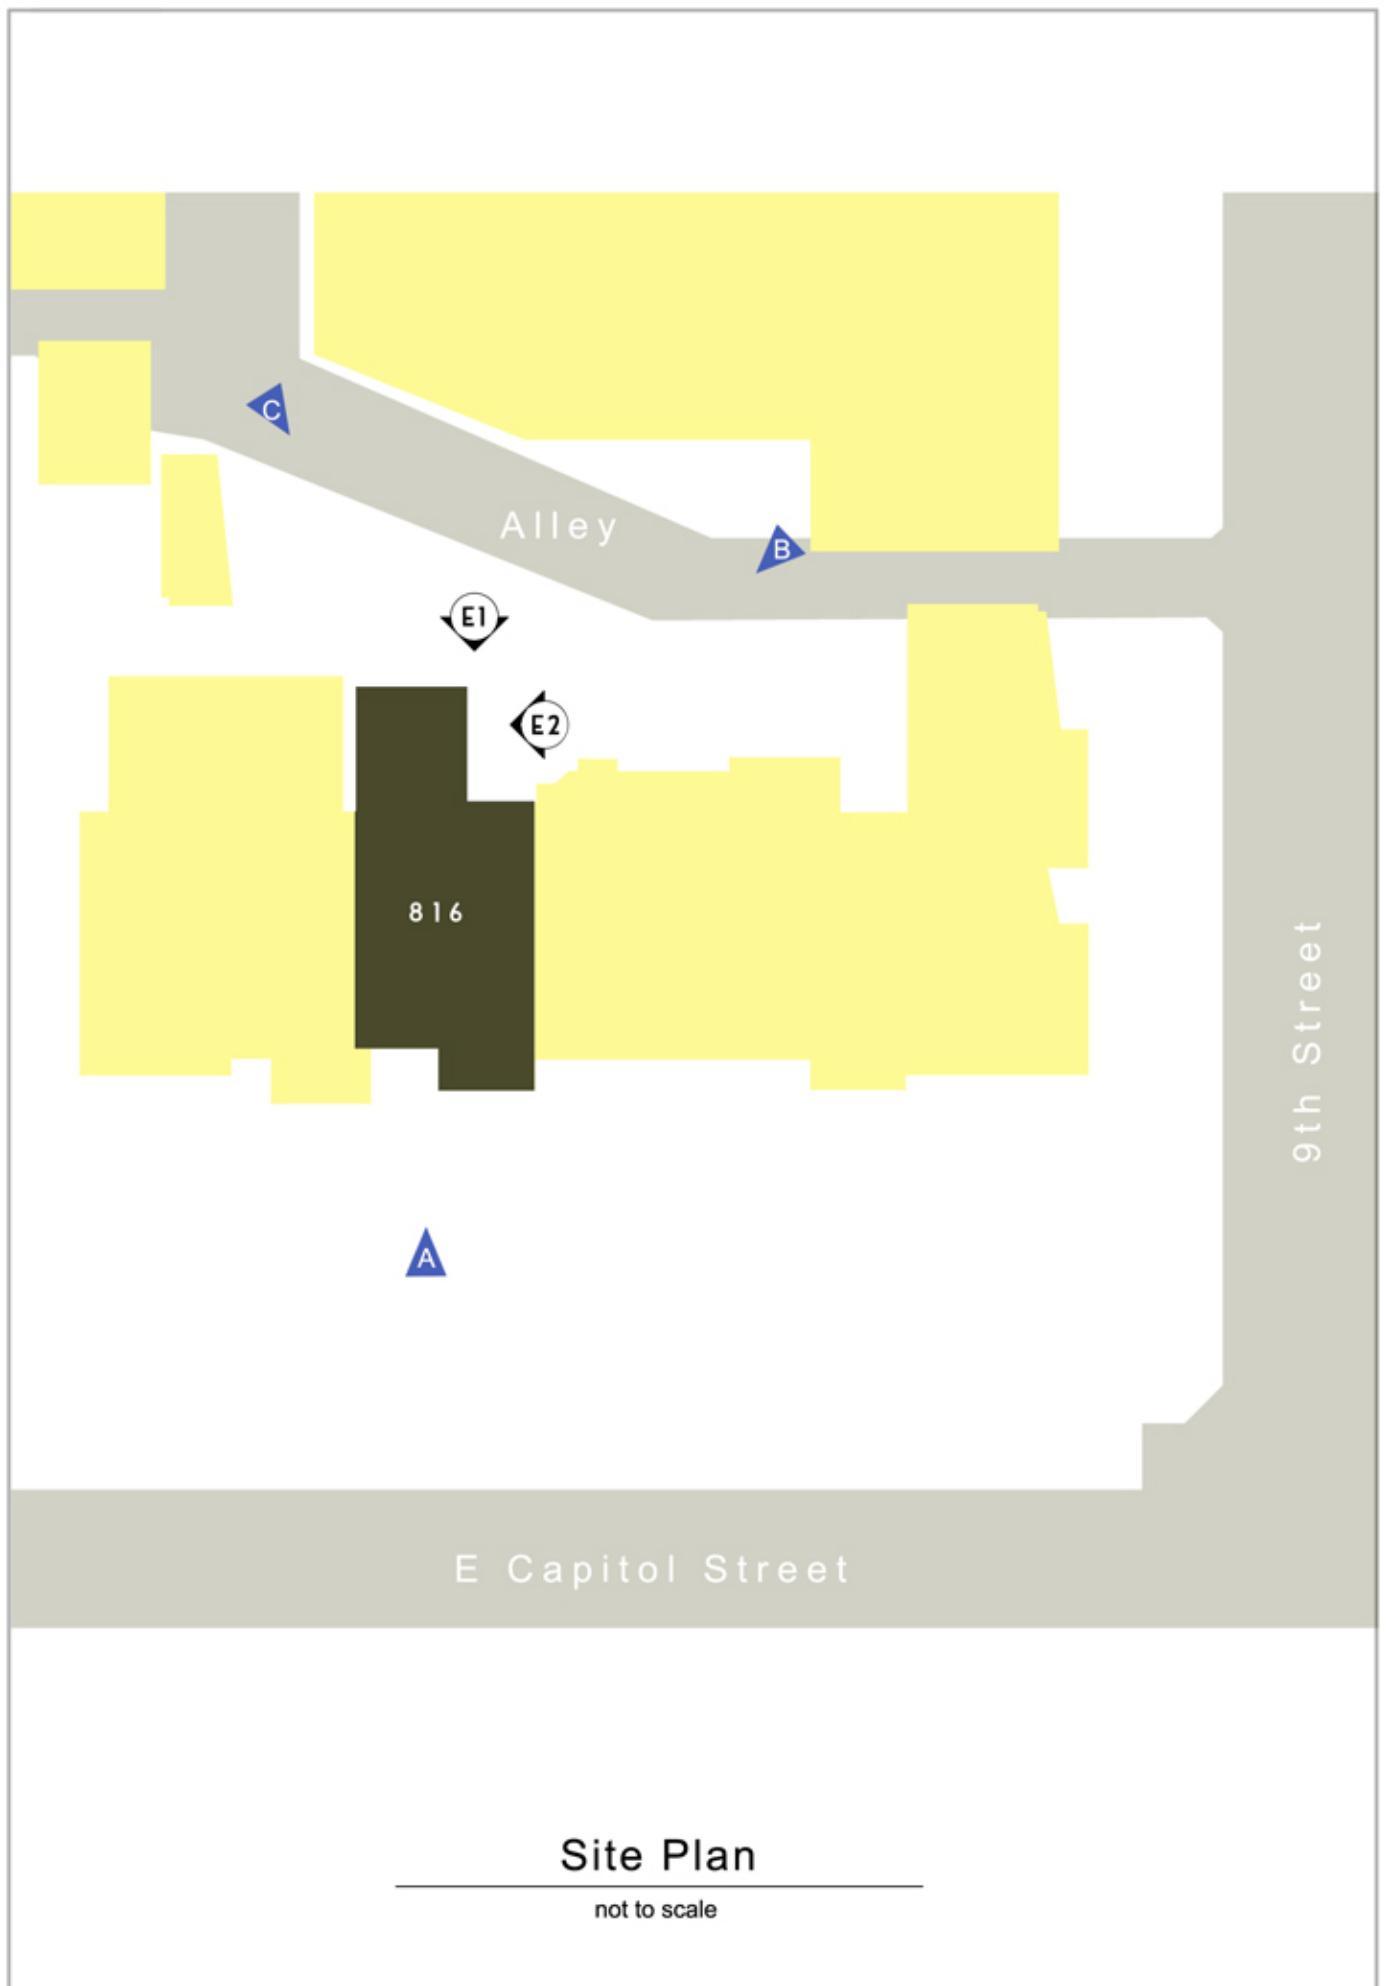 C
Alley
B
E1
E2
816
9th Street
A
E Capitol Street
Site Plan
not to scale